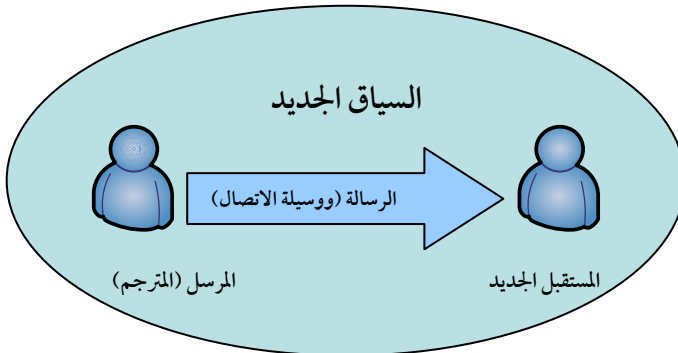 السياق الجديد
الرسالة (ووسيلة الاتصال)
المستقبل الجديد
المرسل (المترجم)